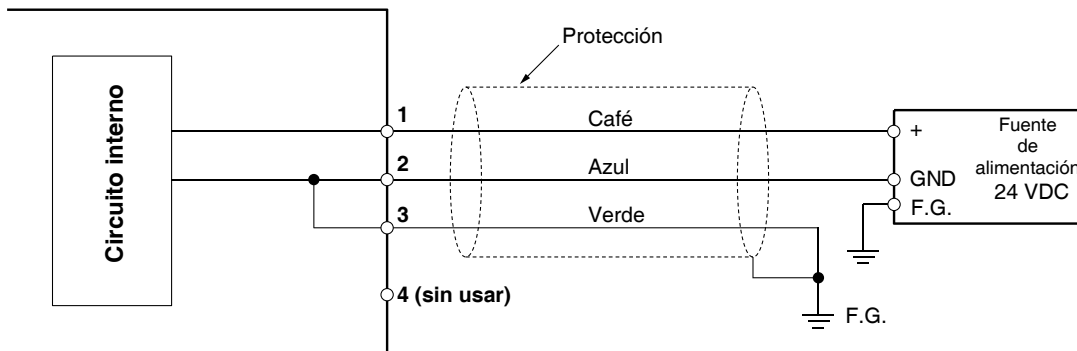 Protección
Circuito interno
1
Café
+
Fuente
de
alimentación
24 VDC
2
Azul
GND
F.G.
3
Verde
4 (sin usar)
F.G.